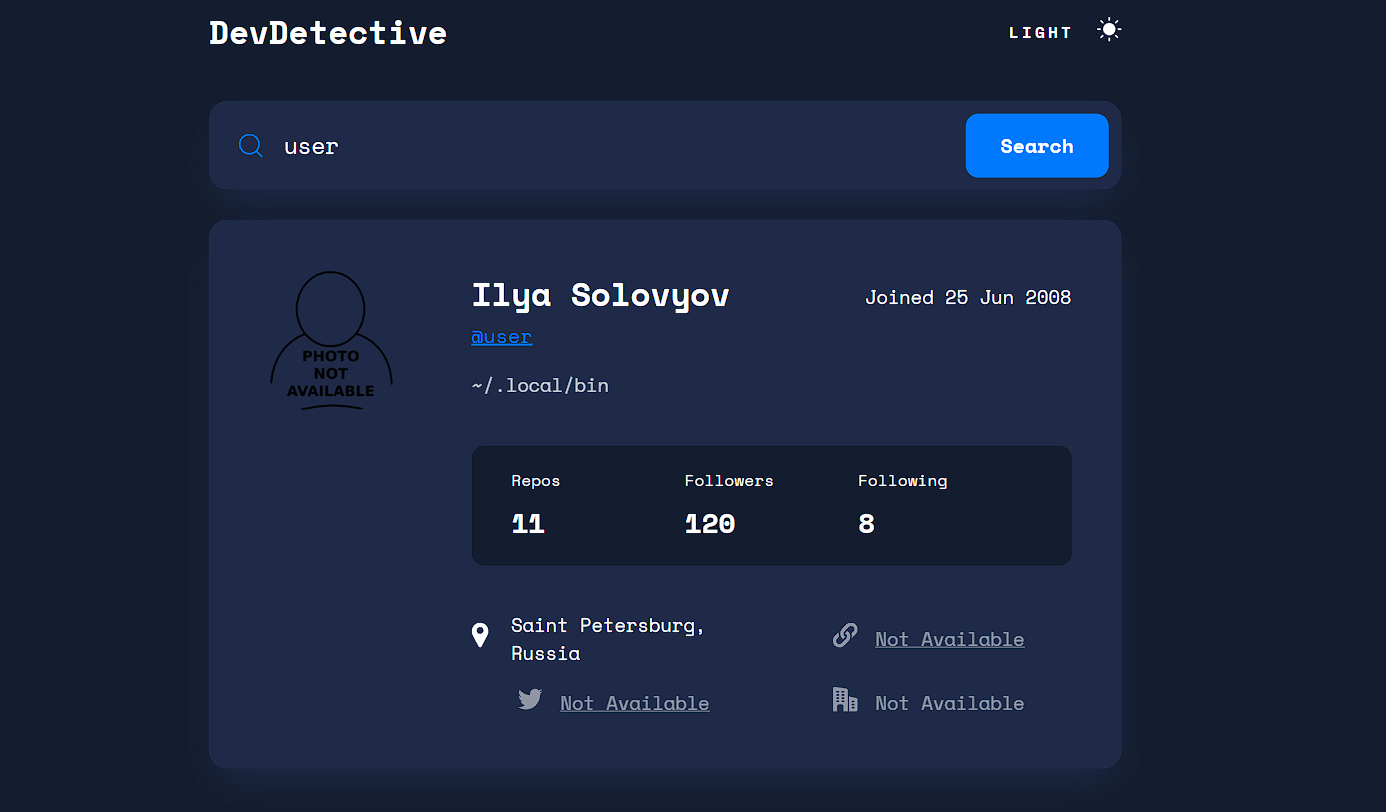 DevDetective
LIGHT
user
Search
PHOTO
NOT
AVAILABLE
Ilya Solovyov
Joined 25 Jun 2008
@user
~/.local/bin
Repos
Followers
Following
11
120
8
Saint Petersburg,
Russia
Not Available
Not Available
Not Available